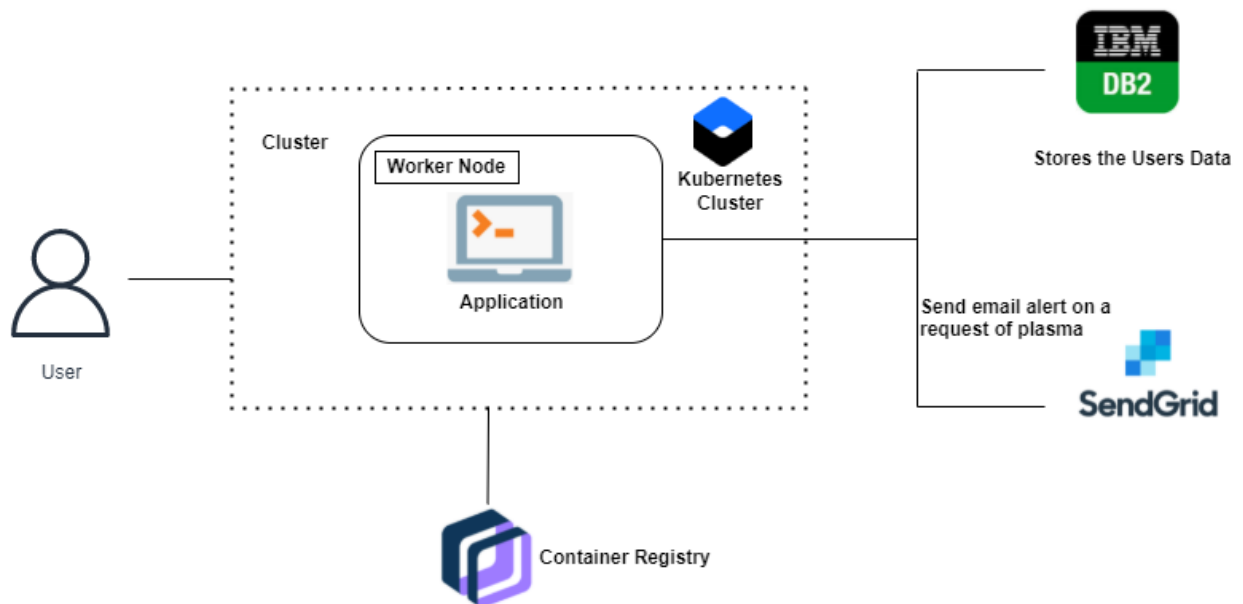 IBM
DB2
Stores the Users Data
Cluster
Worker Node
Kubernetes
Cluster
Application
User
Send email alert on a
request of plasma
SendGrid
Container Registry